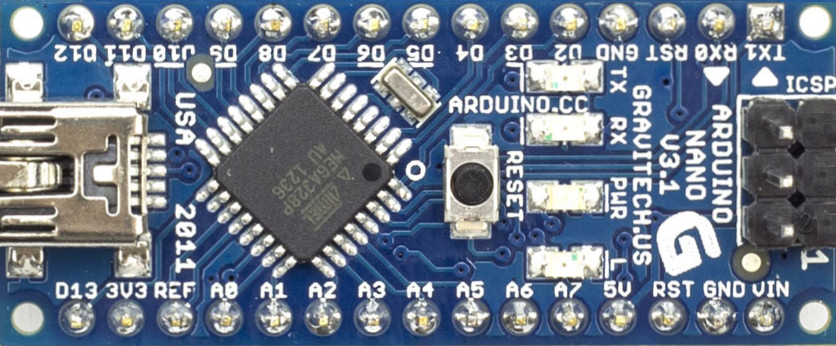 D12 D11 D10 D9 D8 D7 D6 D5 D4 D3 D2 GND RST RX0 TX1
ICSP
1
USA
2011
MEGA328P
AU 1236
ARDUINO.CC
RESET
TX
RX
PWR
L
GRAVITECH.US
ARDUINO
NANO
V3.1
G
D13 3V3 REF A0 A1 A2 A3 A4 A5 A6 A7 5V RST GND VIN